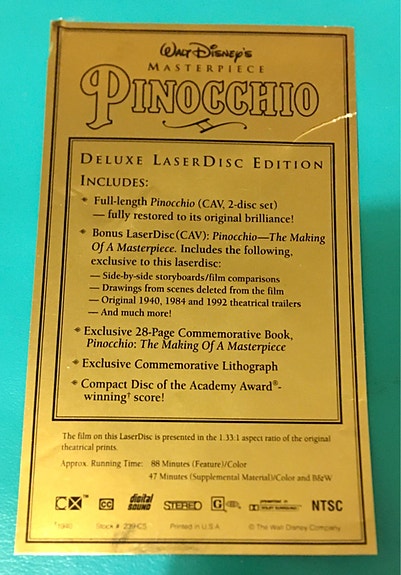 Walt Disney's
MASTERPIECE
PINOCCHIO
DELUXE LASERDISC EDITION
INCLUDES:
Full-length Pinocchio (CAV, 2-disc set)
— fully restored to its original brilliance!
Bonus LaserDisc(CAV): Pinocchio—The Making
Of A Masterpiece. Includes the following,
exclusive to this laserdisc:
— Side-by-side storyboards/film comparisons
— Drawings from scenes deleted from the film
— Original 1940, 1984 and 1992 theatrical trailers
— And much more!
Exclusive 28-Page Commemorative Book,
Pinocchio: The Making Of A Masterpiece
Exclusive Commemorative Lithograph
Compact Disc of the Academy Award®-
winning† score!
The film on this LaserDisc is presented in the 1.33:1 aspect ratio of the original
theatrical prints.
Approx. Running Time: 88 Minutes (Feature)/Color
47 Minutes (Supplemental Material)/Color and B&W
CX™ CC digital SOUND STEREO G DOLBY SURROUND NTSC
†1940 Stock # 239 CS Printed in U.S.A. © The Walt Disney Company